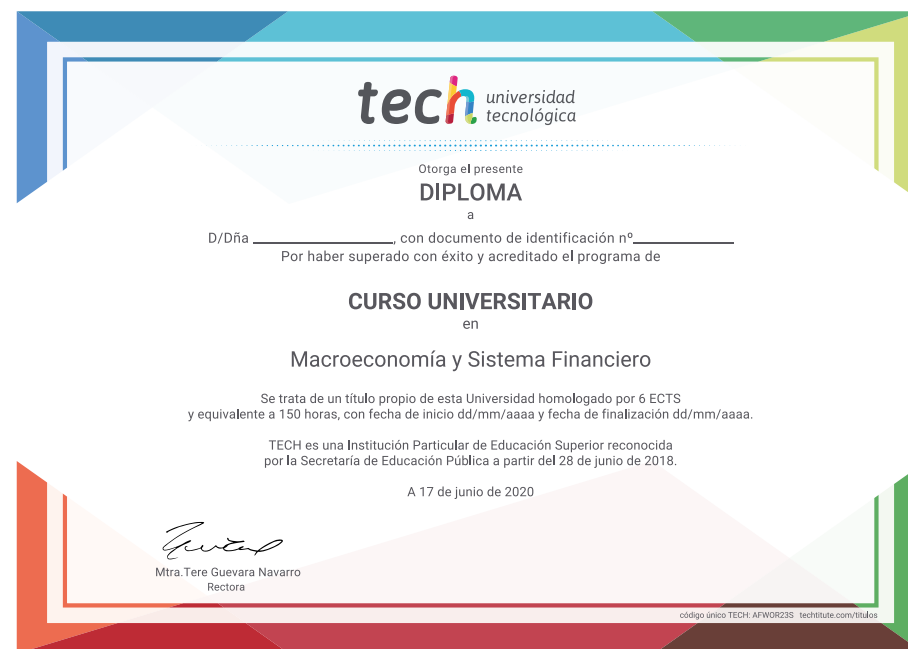 tech universidad
tecnológica
Otorga el presente
DIPLOMA
a
D/Dña ____________________, con documento de identificación nº______________
Por haber superado con éxito y acreditado el programa de
CURSO UNIVERSITARIO
en
Macroeconomía y Sistema Financiero
Se trata de un título propio de esta Universidad homologado por 6 ECTS
y equivalente a 150 horas, con fecha de inicio dd/mm/aaaa y fecha de finalización dd/mm/aaaa.
TECH es una Institución Particular de Educación Superior reconocida
por la Secretaría de Educación Pública a partir del 28 de junio de 2018.
A 17 de junio de 2020
Mtra.Tere Guevara Navarro
Rectora
código único TECH: AFWOR23S techtitute.com/titulos